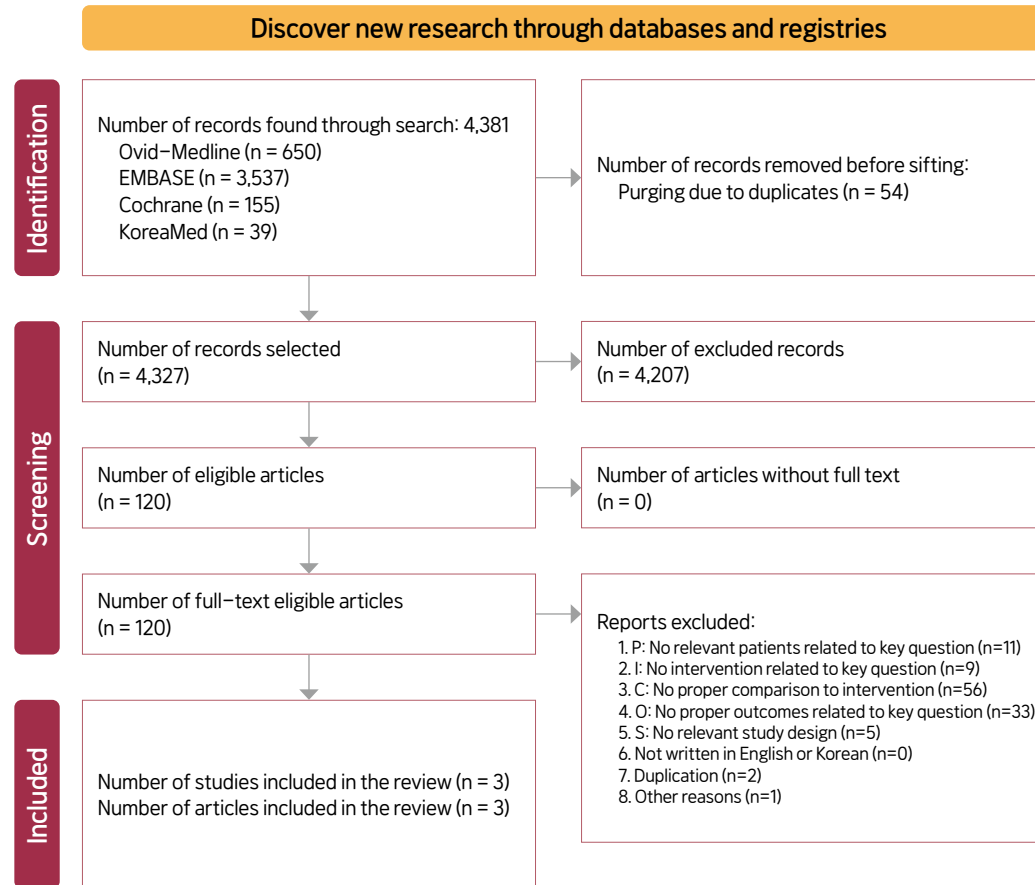 Discover new research through databases and registries
Identification
Number of records found through search: 4,381
Ovid-Medline (n = 650)
EMBASE (n = 3,537)
Cochrane (n = 155)
KoreaMed (n = 39)
Number of records removed before sifting:
Purging due to duplicates (n = 54)
Screening
Number of records selected
(n = 4,327)
Number of excluded records
(n = 4,207)
Number of eligible articles
(n = 120)
Number of articles without full text
(n = 0)
Number of full-text eligible articles
(n = 120)
Reports excluded:
1. P: No relevant patients related to key question (n=11)
2. I: No intervention related to key question (n=9)
3. C: No proper comparison to intervention (n=56)
4. O: No proper outcomes related to key question (n=33)
5. S: No relevant study design (n=5)
6. Not written in English or Korean (n=0)
7. Duplication (n=2)
8. Other reasons (n=1)
Included
Number of studies included in the review (n = 3)
Number of articles included in the review (n = 3)